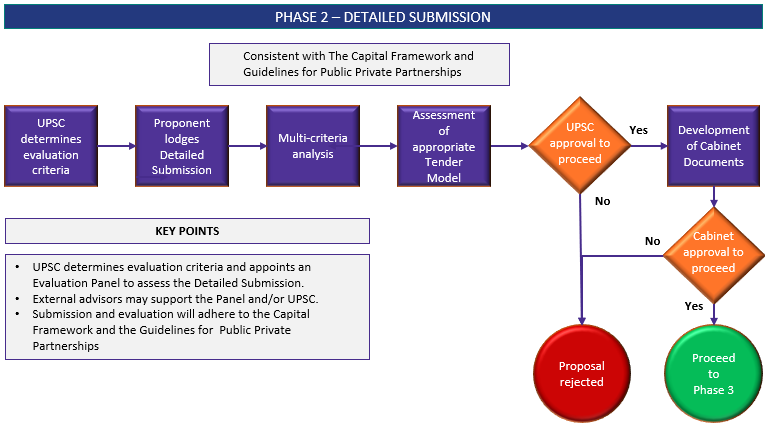 PHASE 2 – DETAILED SUBMISSION
Consistent with The Capital Framework and
Guidelines for Public Private Partnerships
UPSC
determines
evaluation
criteria
Proponent
lodges
Detailed
Submission
Multi-criteria
analysis
Assessment
of
appropriate
Tender
Model
UPSC
approval to
proceed
Yes
Development
of Cabinet
Documents
No
Cabinet
approval to
proceed
No
Yes
Proposal
rejected
Proceed
to
Phase 3
KEY POINTS
• UPSC determines evaluation criteria and appoints an
Evaluation Panel to assess the Detailed Submission.
• External advisors may support the Panel and/or UPSC.
• Submission and evaluation will adhere to the Capital
Framework and the Guidelines for  Public Private
Partnerships